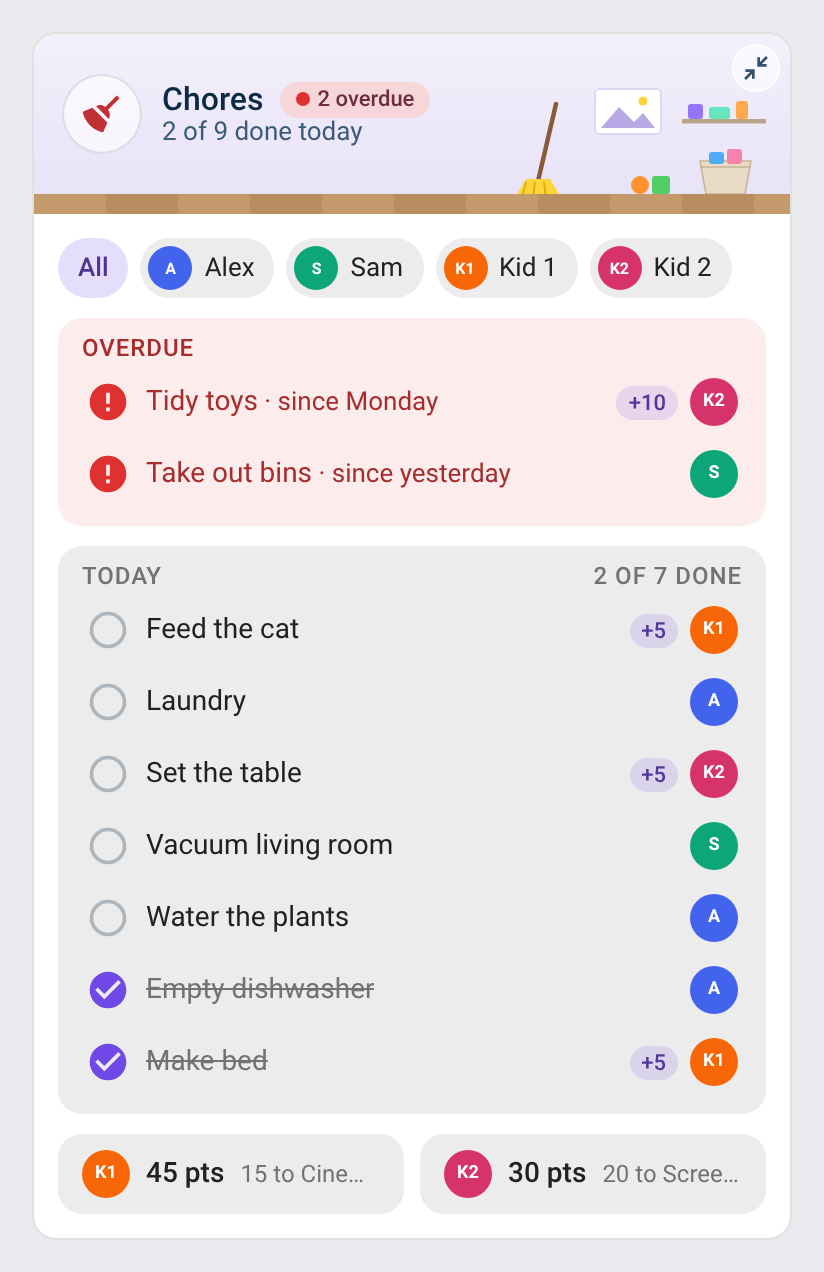 Chores 2 overdue
2 of 9 done today
All A Alex S Sam K1 Kid 1 K2 Kid 2
OVERDUE
Tidy toys · since Monday +10 K2
Take out bins · since yesterday S
TODAY 2 OF 7 DONE
Feed the cat +5 K1
Laundry A
Set the table +5 K2
Vacuum living room S
Water the plants A
Empty dishwasher A
Make bed +5 K1
K1 45 pts 15 to Cine… K2 30 pts 20 to Scree…